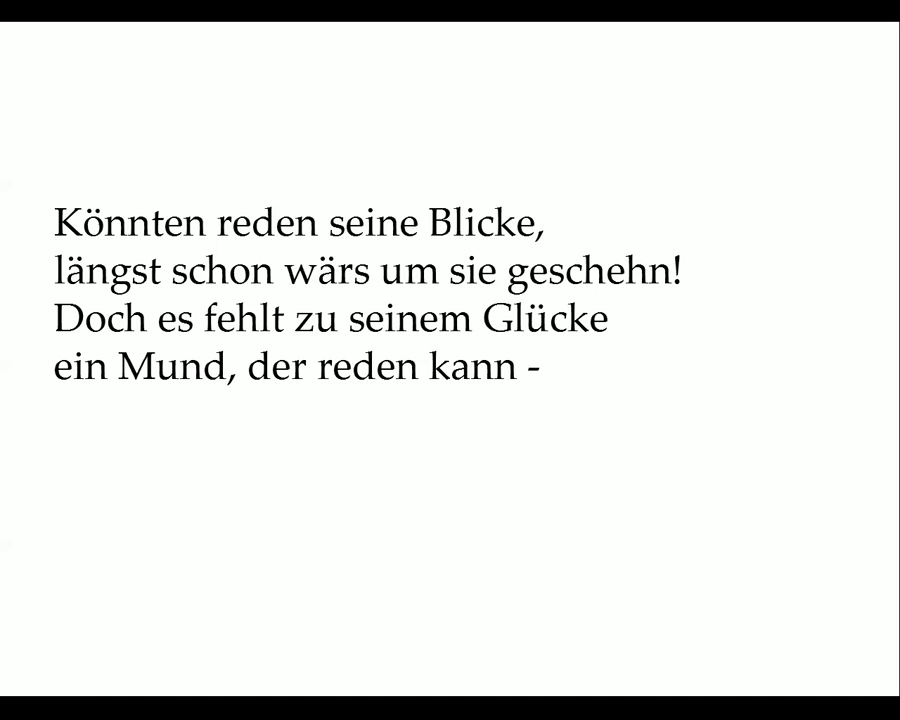 Könnten reden seine Blicke,
längst schon wärs um sie geschehn!
Doch es fehlt zu seinem Glücke
ein Mund, der reden kann -